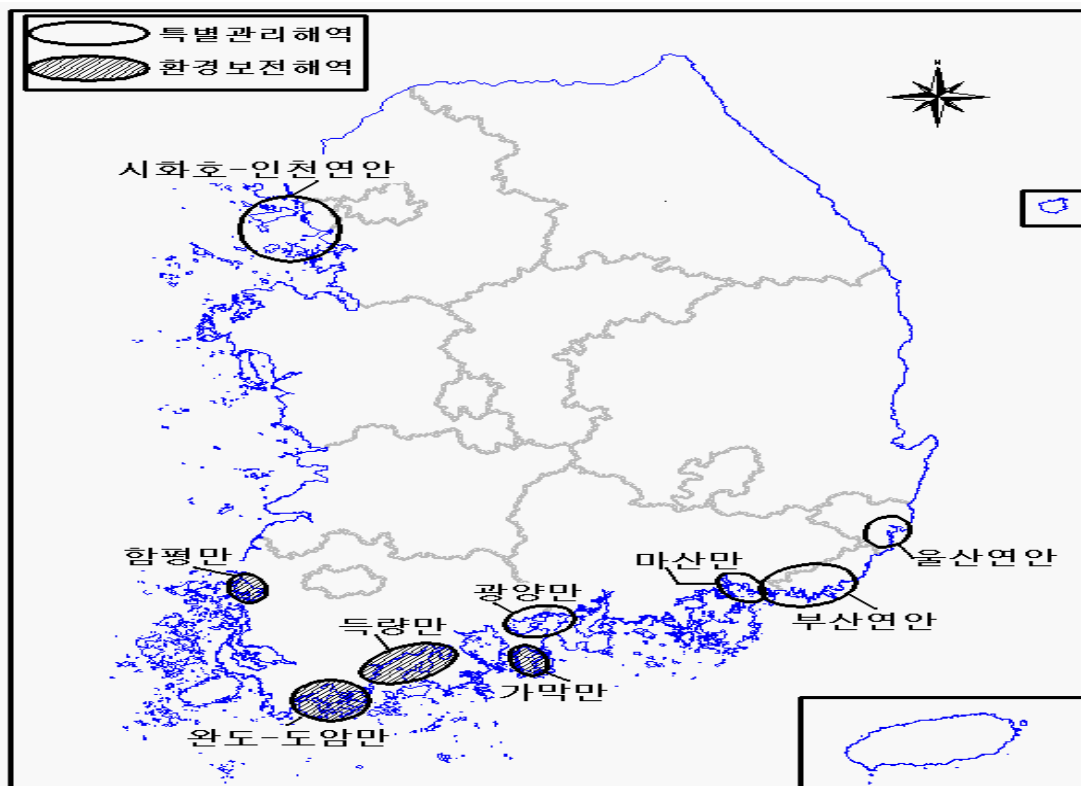 특별관리해역
환경보전해역
시화호-인천연안
함평만
마산만
울산연안
광양만
부산연안
득량만
가막만
완도-도암만